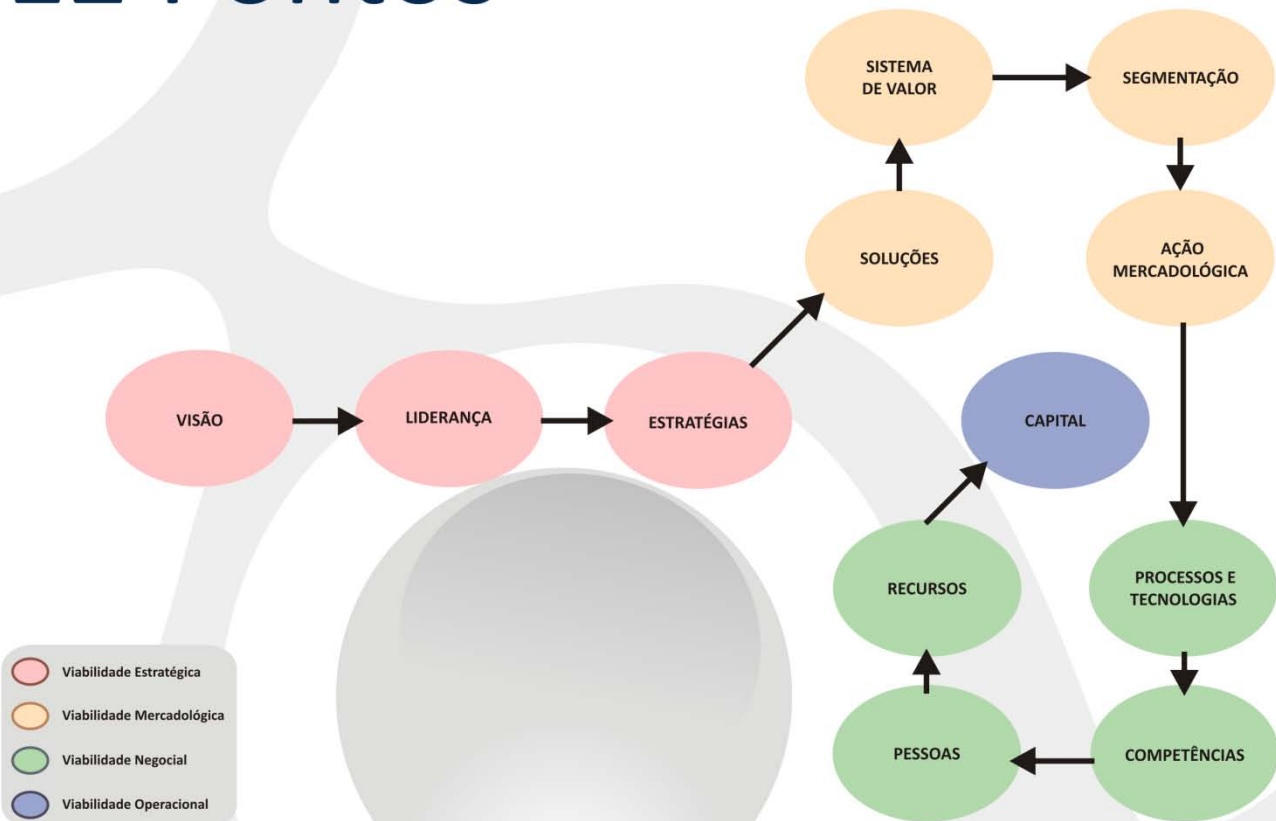 Pontos
SISTEMA
DE VALOR
SEGMENTAÇÃO
SOLUÇÕES
AÇÃO
MERCADOLÓGICA
VISÃO
LIDERANÇA
ESTRATÉGIAS
CAPITAL
RECURSOS
PROCESSOS E
TECNOLOGIAS
PESSOAS
COMPETÊNCIAS
Viabilidade Estratégica
Viabilidade Mercadológica
Viabilidade Negocial
Viabilidade Operacional